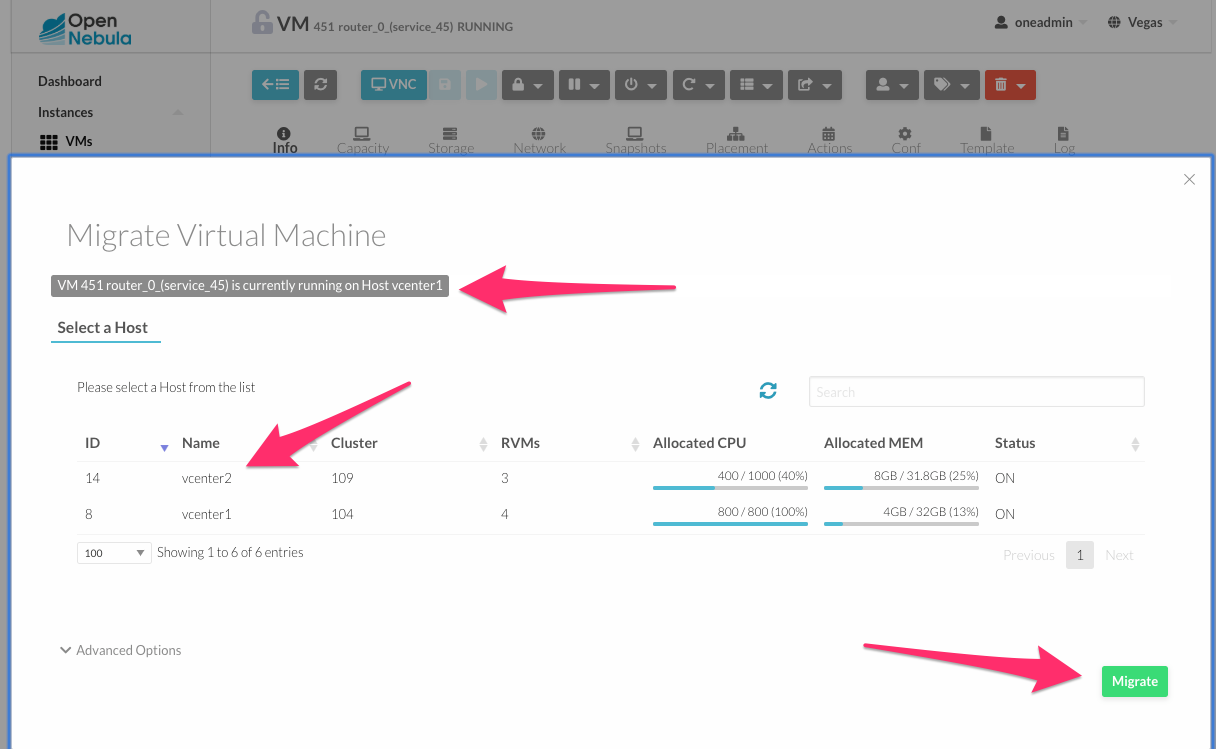 Open
Nebula
VM 451 router_0_(service_45) RUNNING
oneadmin
Vegas
Dashboard
Instances
VMs
VNC
Info
Capacity
Storage
Network
Snapshots
Placement
Actions
Conf
Template
Log
Migrate Virtual Machine
VM 451 router_0_(service_45) is currently running on Host vcenter1
Select a Host
Please select a Host from the list
Search
ID Name Cluster RVMs Allocated CPU Allocated MEM Status
14 vcenter2 109 3 400 / 1000 (40%) 8GB / 31.8GB (25%) ON
8 vcenter1 104 4 800 / 800 (100%) 4GB / 32GB (13%) ON
100 Showing 1 to 6 of 6 entries
Previous 1 Next
Advanced Options
Migrate